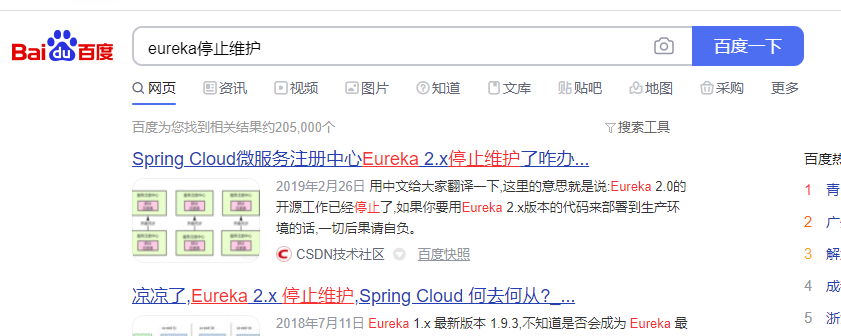 Bai du 百度
eureka停止维护
百度一下
网页 资讯 视频 图片 知道 文库 贴吧 地图 采购 更多
百度为您找到相关结果约205,000个
搜索工具
Spring Cloud微服务注册中心Eureka 2.x停止维护了咋办...
2019年2月26日 用中文给大家翻译一下,这里的意思就是说:Eureka 2.0的
开源工作已经停止了,如果你要用Eureka 2.x版本的代码来部署到生产环
境的话,一切后果请自负。
CSDN技术社区 百度快照
凉凉了,Eureka 2.x 停止维护,Spring Cloud 何去何从?_...
2018年7月11日 Eureka 1.x 最新版本 1.9.3,不知道是否会成为 Eureka 最
百度热
1 青
2 广
3 解
4 成
5 浙